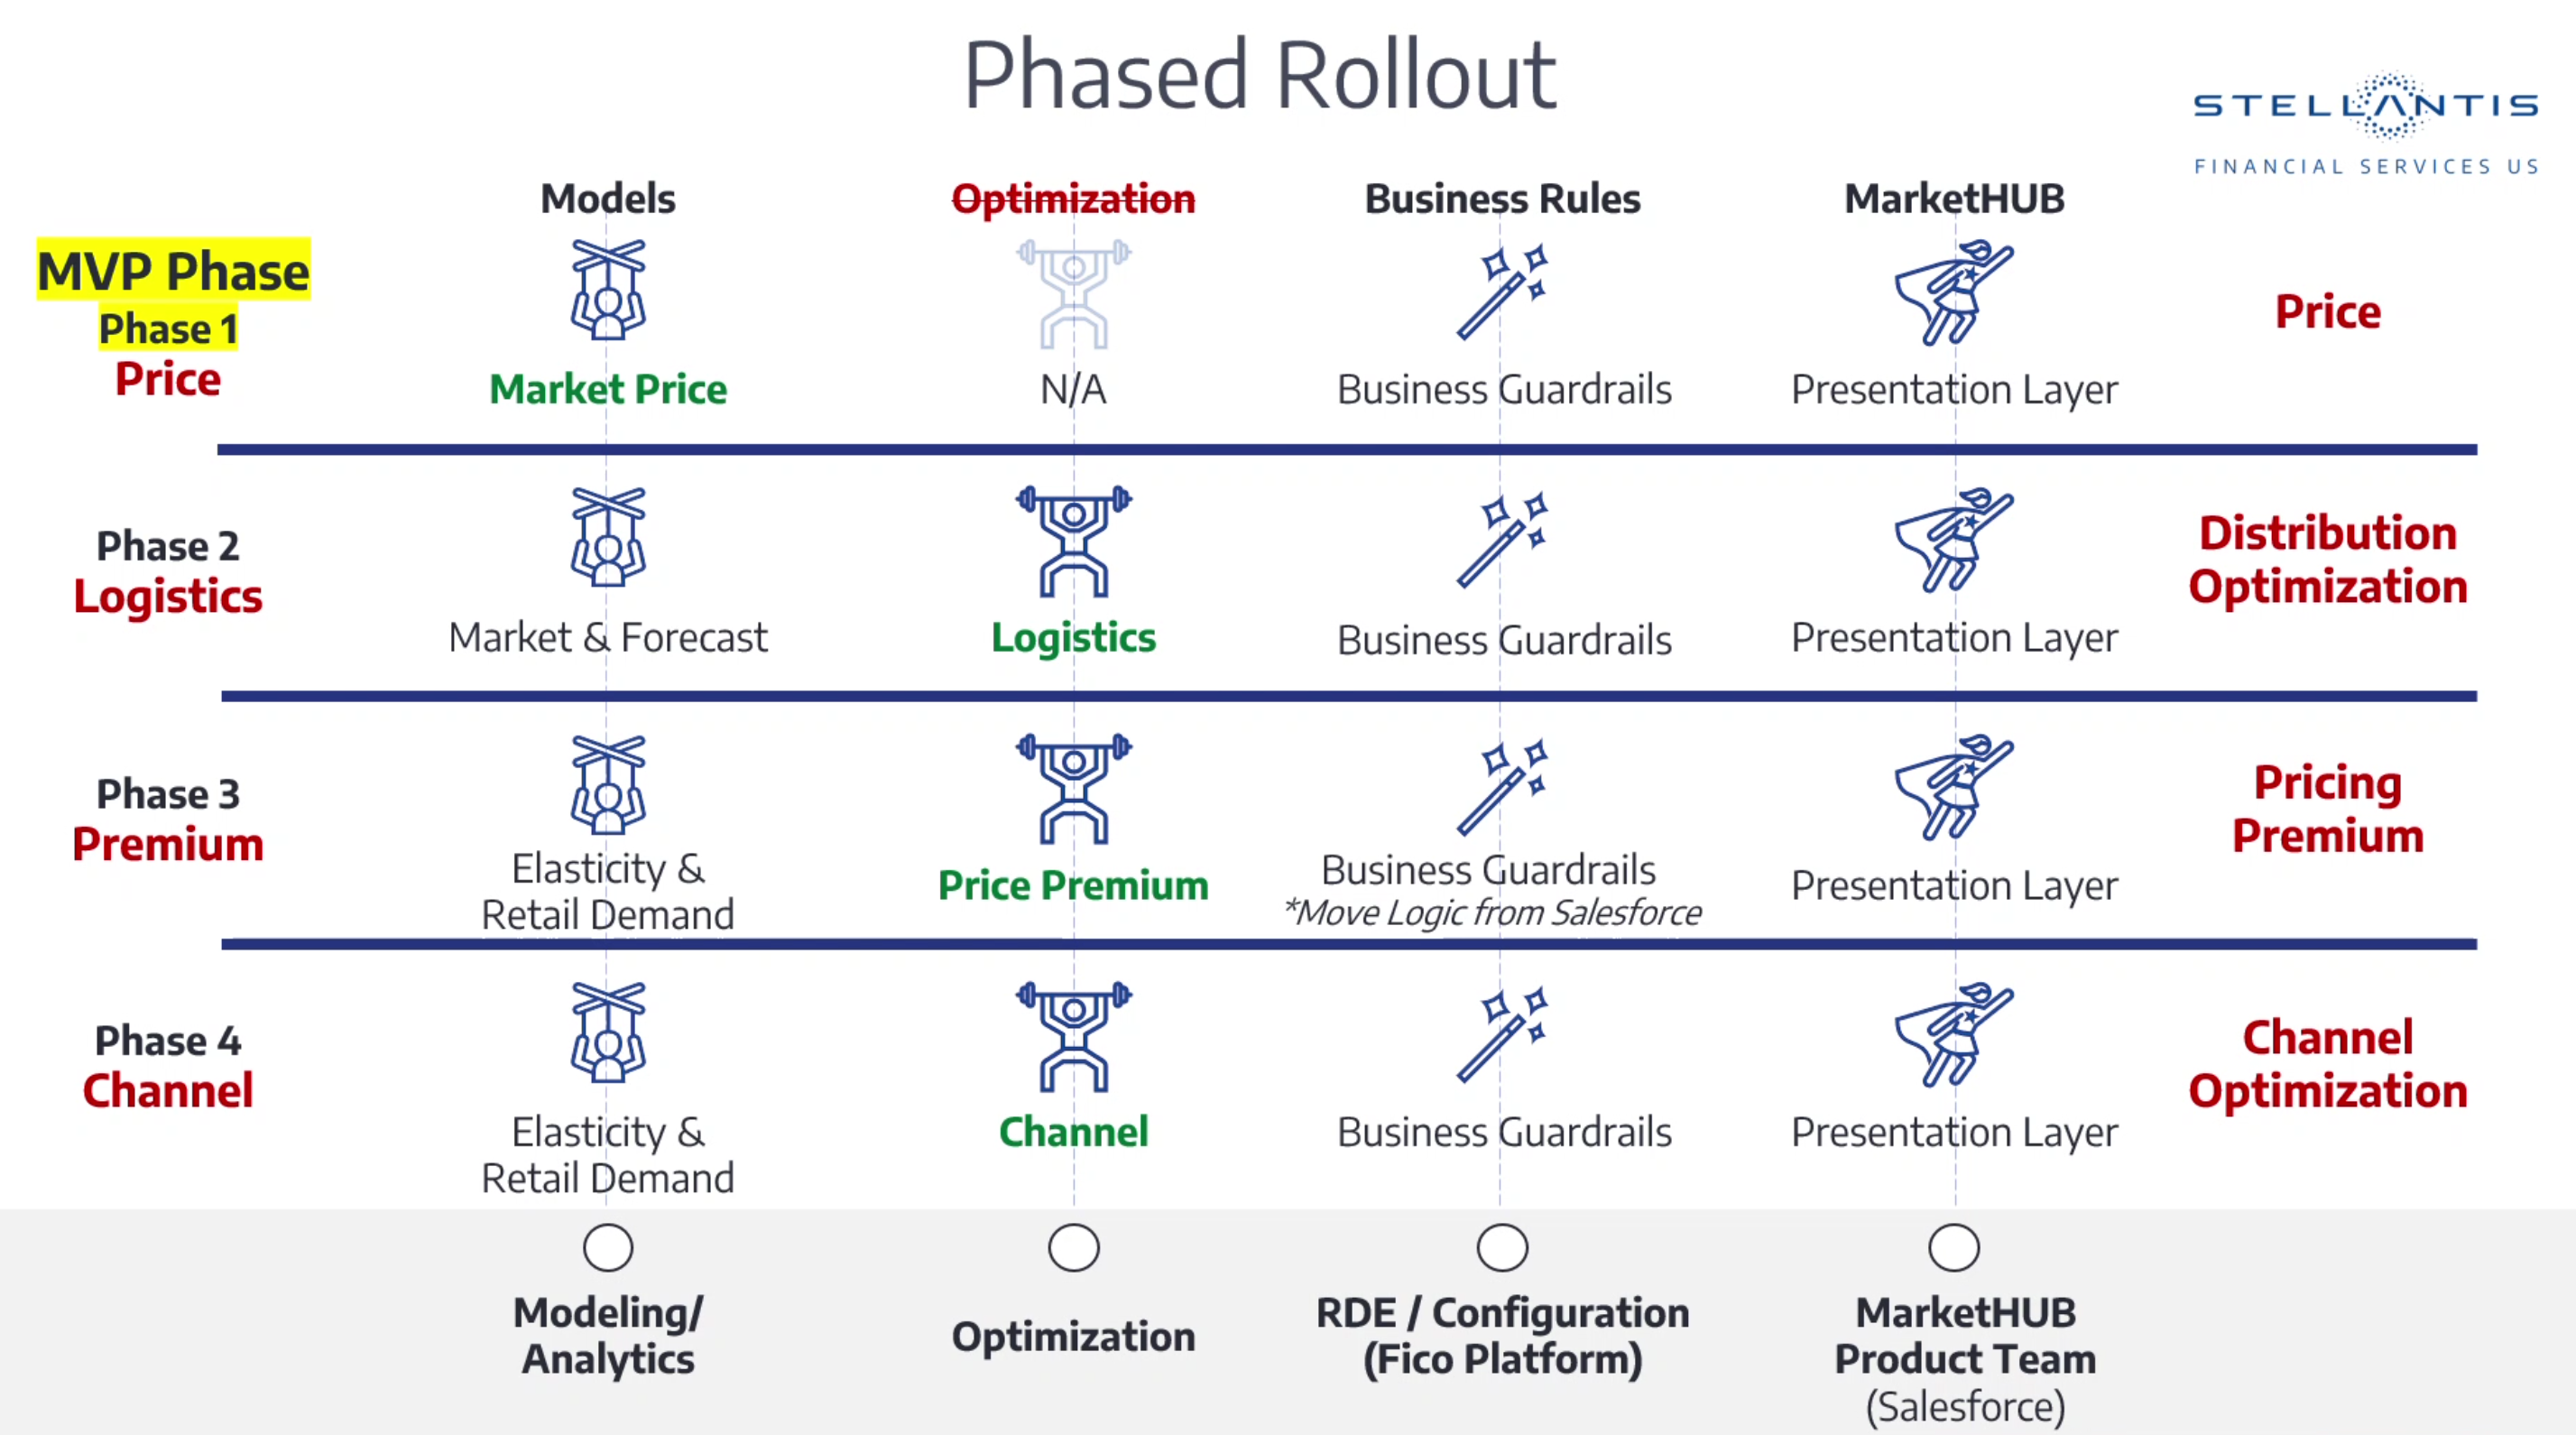 Phased Rollout
STELLANTIS
FINANCIAL SERVICES US
Models
Optimization
Business Rules
MarketHUB
MVP Phase
Phase 1
Price
Market Price
N/A
Business Guardrails
Presentation Layer
Price
Phase 2
Logistics
Market & Forecast
Logistics
Business Guardrails
Presentation Layer
Distribution
Optimization
Phase 3
Premium
Elasticity &
Retail Demand
Price Premium
Business Guardrails
*Move Logic from Salesforce
Presentation Layer
Pricing
Premium
Phase 4
Channel
Elasticity &
Retail Demand
Channel
Business Guardrails
Presentation Layer
Channel
Optimization
Modeling/
Analytics
Optimization
RDE / Configuration
(Fico Platform)
MarketHUB
Product Team
(Salesforce)